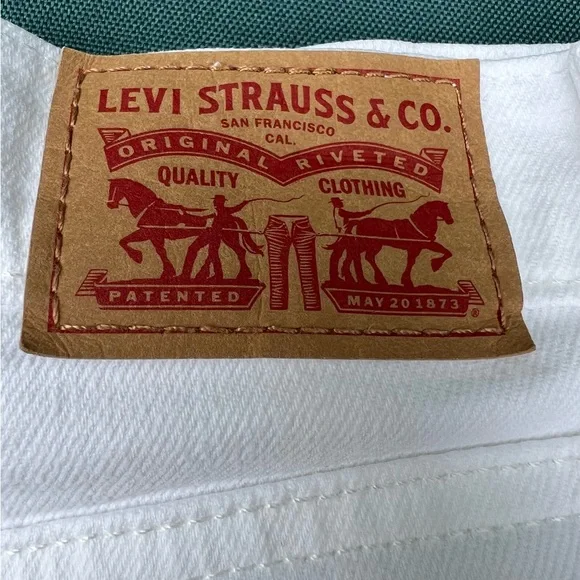 LEVI STRAUSS & CO.
SAN FRANCISCO
CAL.
ORIGINAL RIVETED
QUALITY CLOTHING
PATENTED MAY 20 1873
®